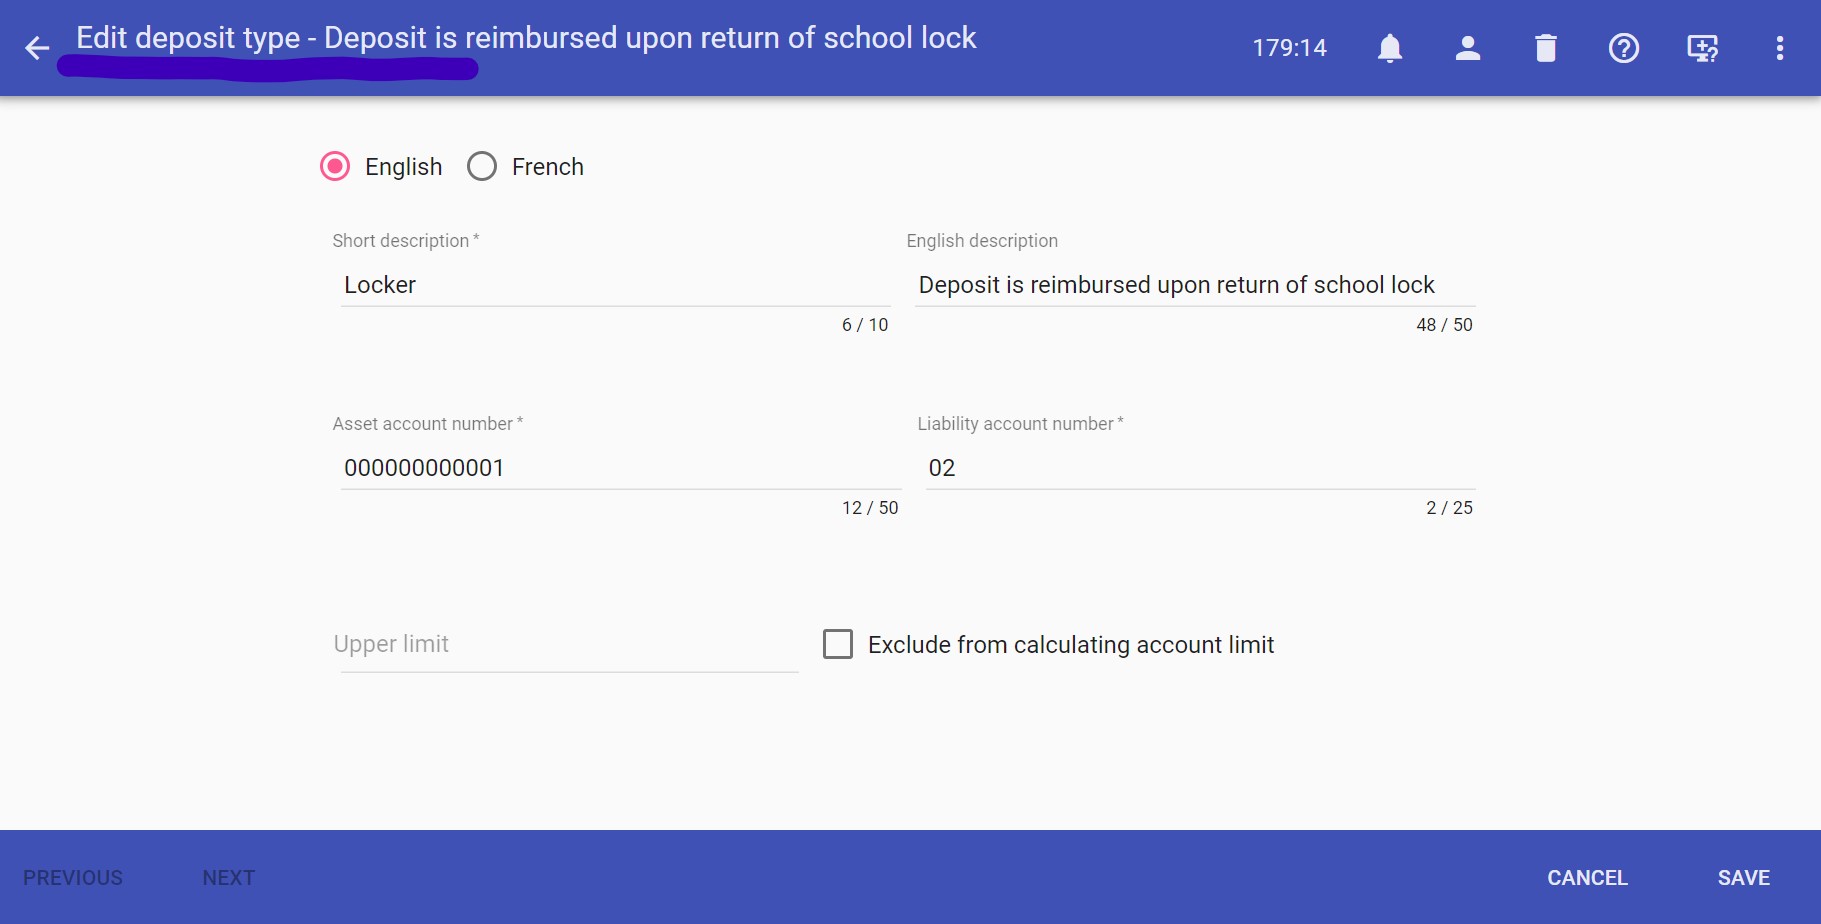 Edit deposit type - Deposit is reimbursed upon return of school lock
179:14
English French
Short description * English description
Locker Deposit is reimbursed upon return of school lock
6 / 10 48 / 50
Asset account number * Liability account number *
000000000001 02
12 / 50 2 / 25
Upper limit Exclude from calculating account limit
PREVIOUS NEXT CANCEL SAVE